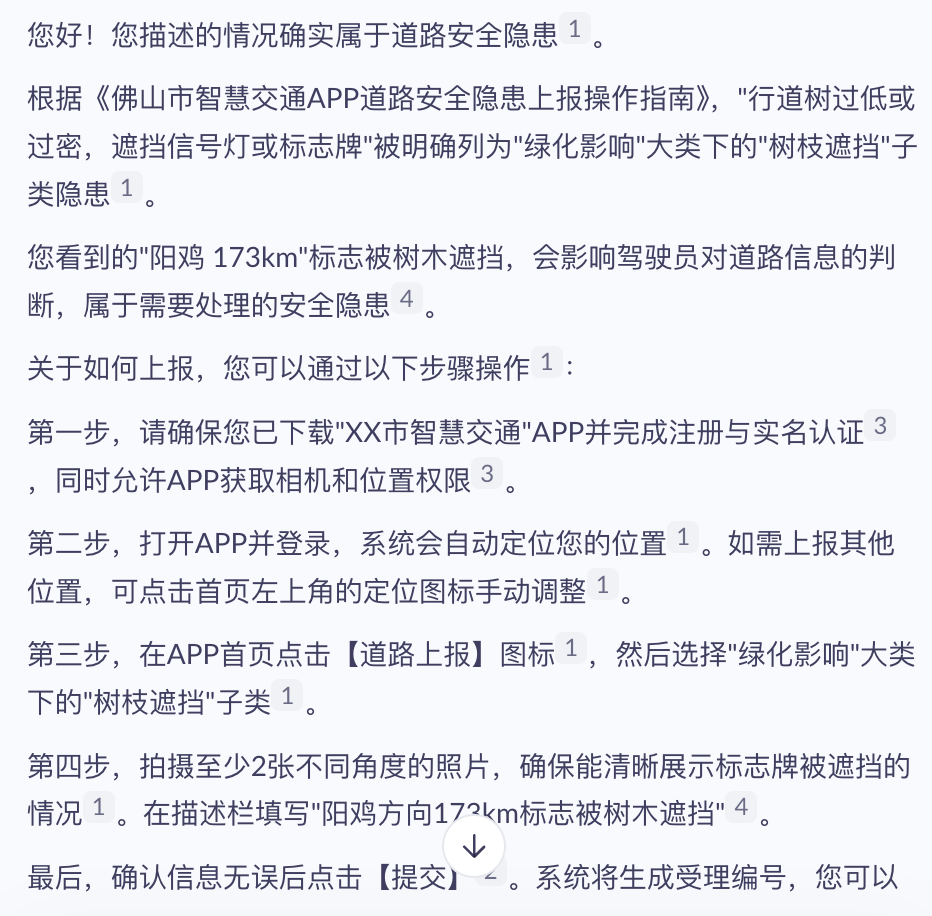 您好！您描述的情况确实属于道路安全隐患 1 。
根据《佛山市智慧交通APP道路安全隐患上报操作指南》，"行道树过低或
过密，遮挡信号灯或标志牌"被明确列为"绿化影响"大类下的"树枝遮挡"子
类隐患 1 。
您看到的"阳鸡 173km"标志被树木遮挡，会影响驾驶员对道路信息的判
断，属于需要处理的安全隐患 4 。
关于如何上报，您可以通过以下步骤操作 1 ：
第一步，请确保您已下载"XX市智慧交通"APP并完成注册与实名认证 3
，同时允许APP获取相机和位置权限 3 。
第二步，打开APP并登录，系统会自动定位您的位置 1 。如需上报其他
位置，可点击首页左上角的定位图标手动调整 1 。
第三步，在APP首页点击【道路上报】图标 1 ，然后选择"绿化影响"大类
下的"树枝遮挡"子类 1 。
第四步，拍摄至少2张不同角度的照片，确保能清晰展示标志牌被遮挡的
情况 1 。在描述栏填写"阳鸡方向173km标志被树木遮挡" 4 。
最后，确认信息无误后点击【提交】 。系统将生成受理编号，您可以